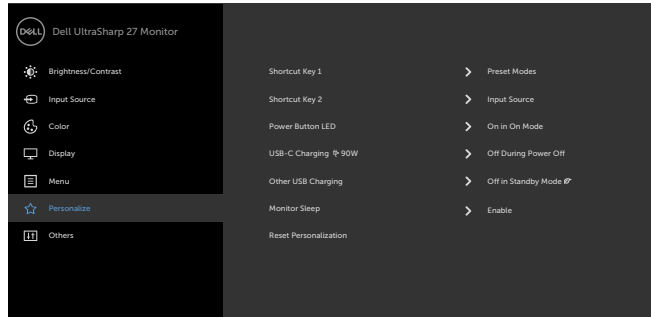 DELL Dell UltraSharp 27 Monitor
Brightness/Contrast Shortcut Key 1 Preset Modes
Input Source Shortcut Key 2 Input Source
Color Power Button LED On in On Mode
Display USB-C Charging 90W Off During Power Off
Menu Other USB Charging Off in Standby Mode
Personalize Monitor Sleep Enable
Others Reset Personalization